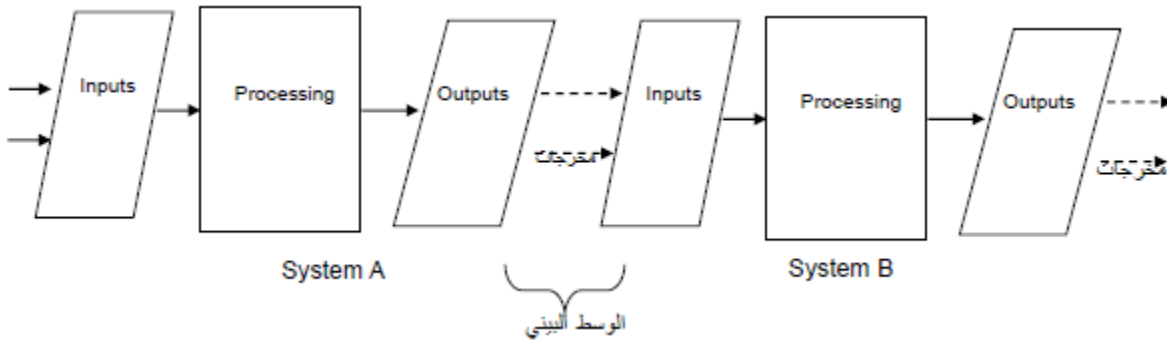 Inputs
Processing
Outputs
Inputs
Processing
Outputs
مخرجات
مخرجات
System A
System B
الوسط البيني